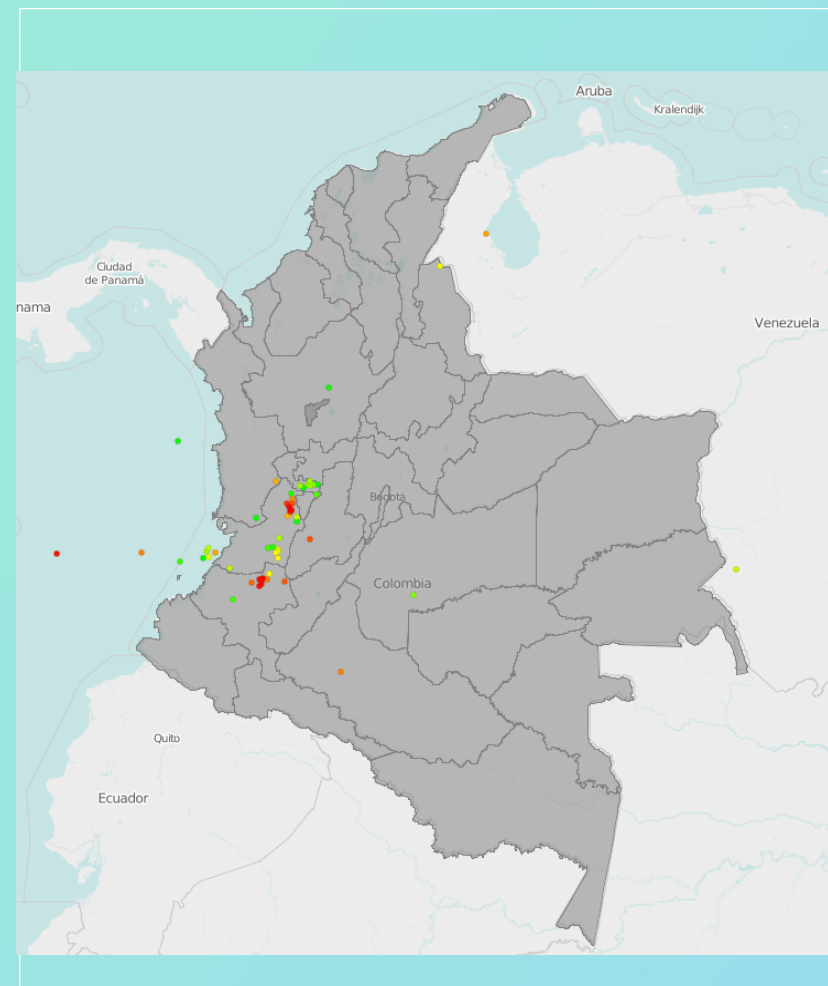 Aruba
Kralendijk
Ciudad
de Panamá
nama
Venezuela
Bogotá
Colombia
Quito
Ecuador